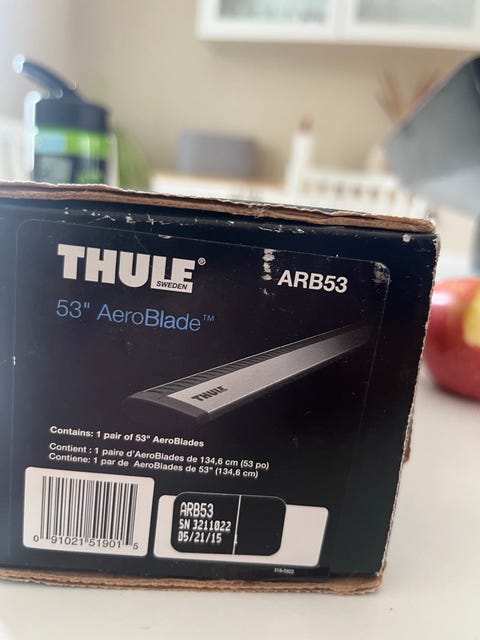 THULE®
SWEDEN
ARB53
53" AeroBlade™
THULE
Contains: 1 pair of 53" AeroBlades
Contient : 1 paire d'AeroBlades de 134,6 cm (53 po)
Contiene: 1 par de AeroBlades de 53" (134,6 cm)
0 91021 51901 5
ARB53
SN 3211022
05/21/15